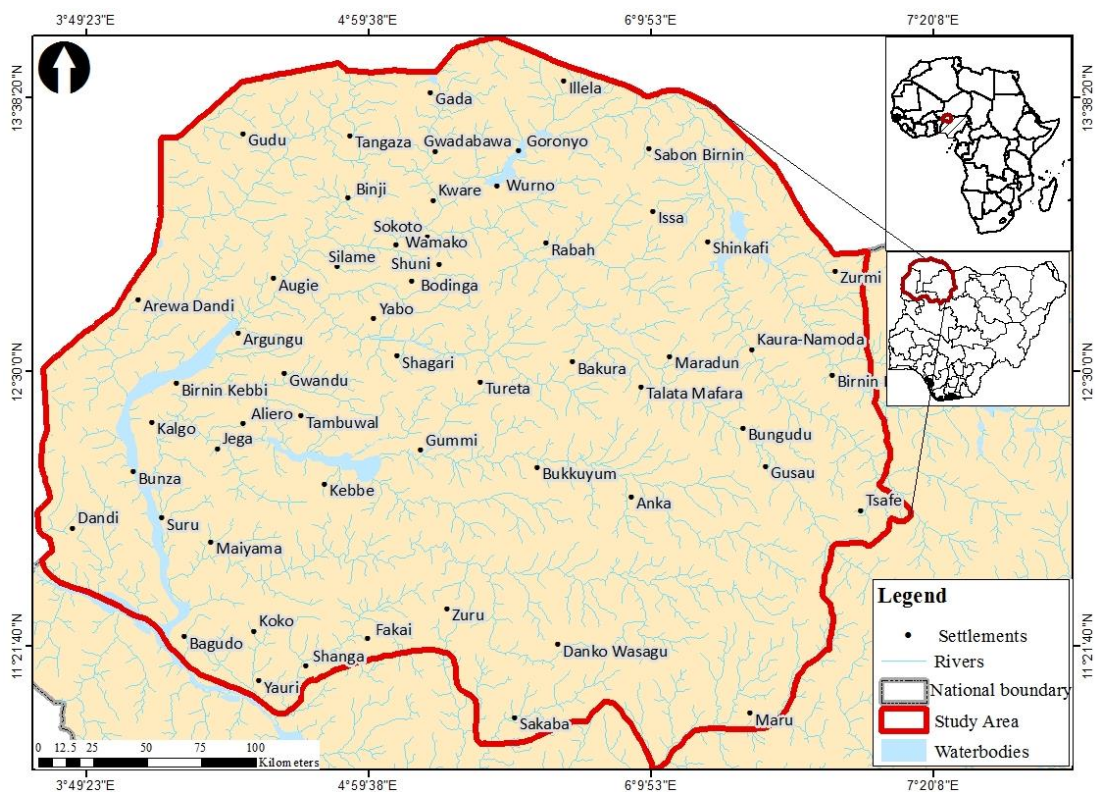 3°49'23"E 4°59'38"E 6°9'53"E 7°20'8"E
13°38'20"N 13°38'20"N
Illela
Gada
Gudu
Tangaza
Gwadabawa
Goronyo
Sabon Birnin
Binji
Kware
Wurno
Issa
Sokoto
Wamako
Rabah
Shinkafi
Silame
Shuni
Zurmi
Augie
Bodinga
Arewa Dandi
Yabo
Argungu
Kaura-Namoda
Shagari
Bakura
Maradun
12°30'0"N 12°30'0"N
Birnin Kebbi
Gwandu
Tureta
Talata Mafara
Birnin
Aliero
Tambuwal
Kalgo
Jega
Gummi
Bungudu
Bunza
Kebbe
Bukkuyum
Gusau
Anka
Tsafe
Dandi
Suru
Maiyama
Zuru
Koko
Fakai
Bagudo
Danko Wasagu
11°21'40"N 11°21'40"N
Shanga
Yauri
Sakaba
Maru
Legend
Settlements
Rivers
National boundary
Study Area
Waterbodies
0 12.5 25 50 75 100
Kilometers
3°49'23"E 4°59'38"E 6°9'53"E 7°20'8"E